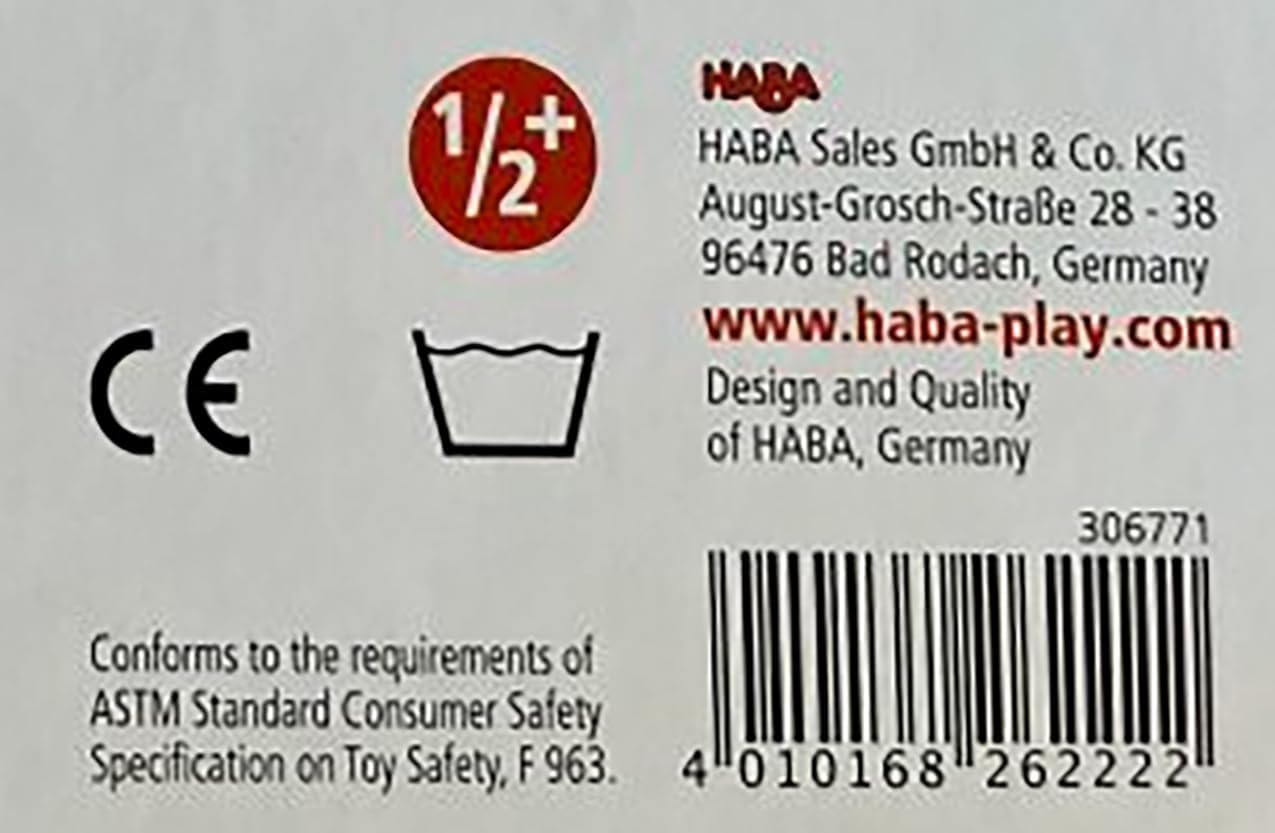 1/2+
HABA
HABA Sales GmbH & Co. KG
August-Grosch-Straße 28 - 38
96476 Bad Rodach, Germany
www.haba-play.com
Design and Quality
of HABA, Germany
CE
306771
Conforms to the requirements of
ASTM Standard Consumer Safety
Specification on Toy Safety, F 963.
4 010168 262222